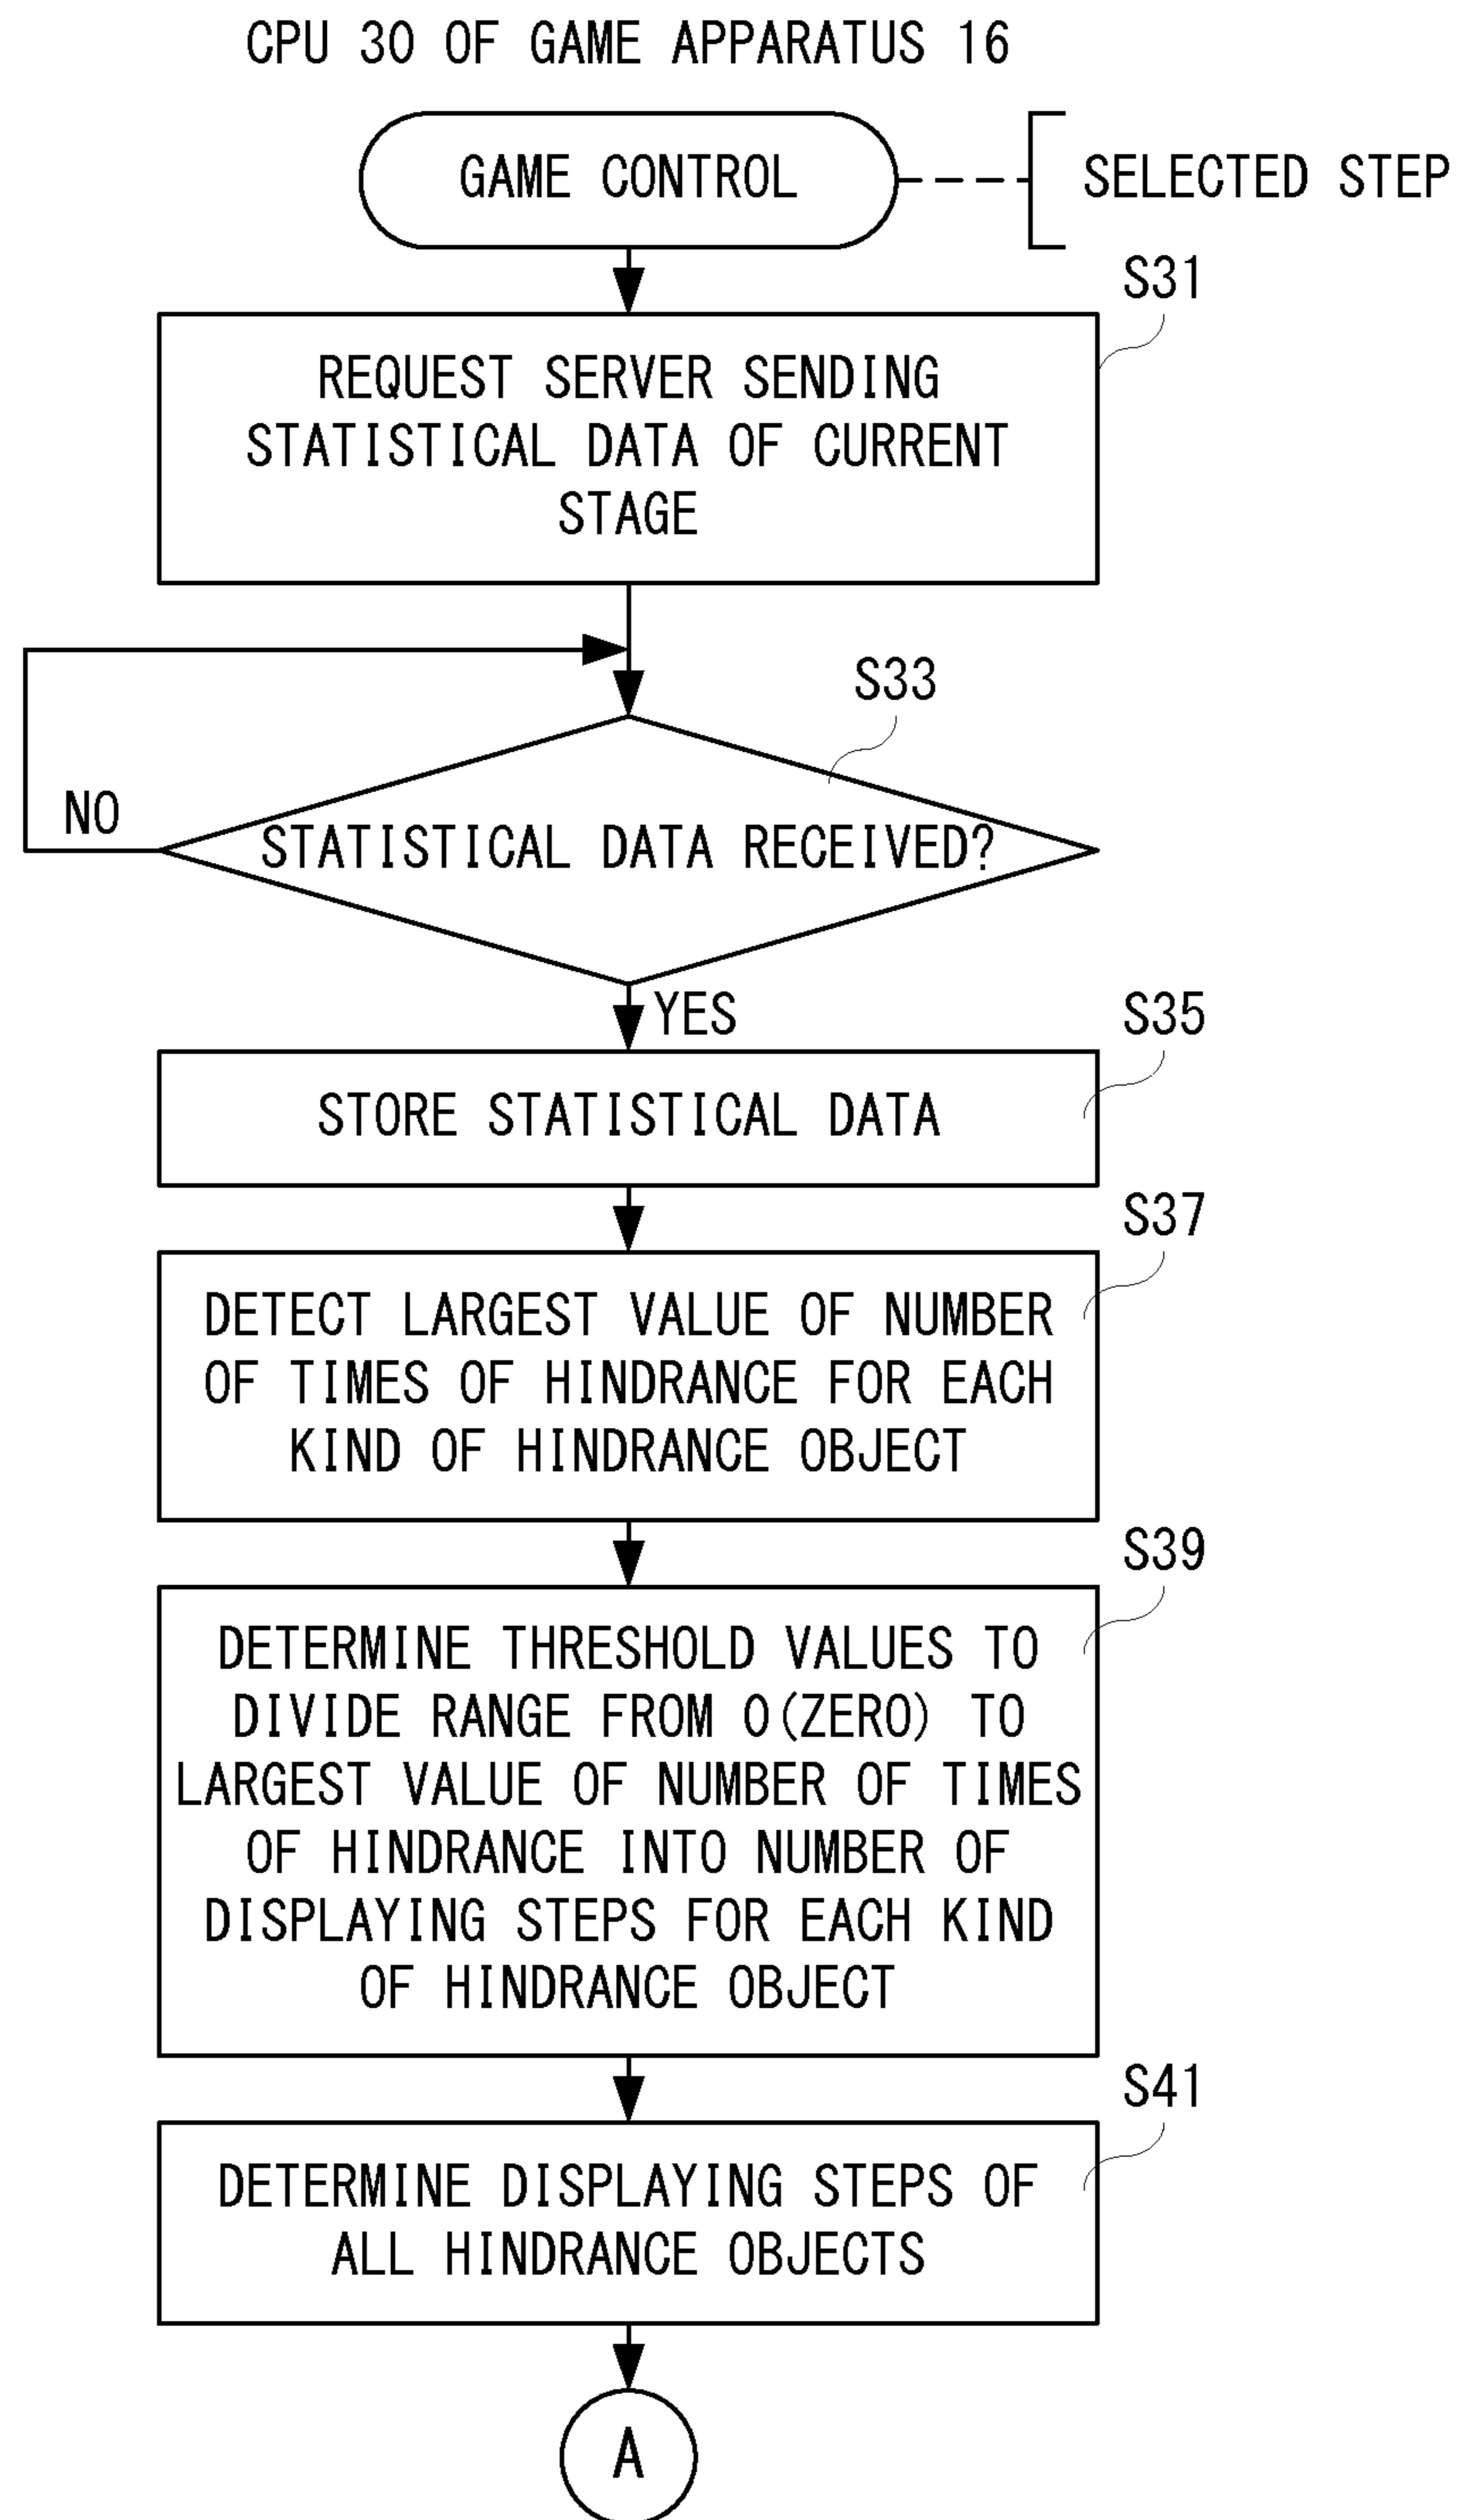 CPU 30 OF GAME APPARATUS 16
GAME CONTROL
SELECTED STEP
S31
REQUEST SERVER SENDING
STATISTICAL DATA OF CURRENT
STAGE
S33
NO
STATISTICAL DATA RECEIVED?
YES
S35
STORE STATISTICAL DATA
S37
DETECT LARGEST VALUE OF NUMBER
OF TIMES OF HINDRANCE FOR EACH
KIND OF HINDRANCE OBJECT
S39
DETERMINE THRESHOLD VALUES TO
DIVIDE RANGE FROM 0(ZERO) TO
LARGEST VALUE OF NUMBER OF TIMES
OF HINDRANCE INTO NUMBER OF
DISPLAYING STEPS FOR EACH KIND
OF HINDRANCE OBJECT
S41
DETERMINE DISPLAYING STEPS OF
ALL HINDRANCE OBJECTS
A